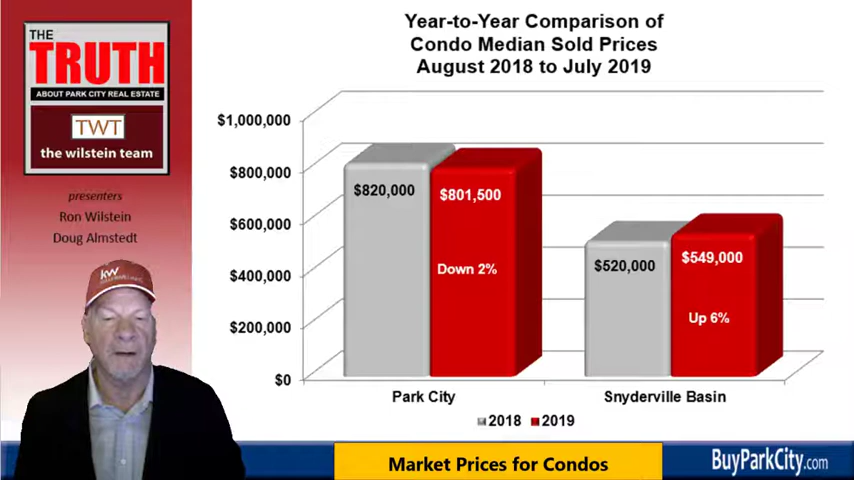 THE
TRUTH
ABOUT PARK CITY REAL ESTATE
TWT
the wilstein team
presenters
Ron Wilstein
Doug Almstedt
kw
Year-to-Year Comparison of
Condo Median Sold Prices
August 2018 to July 2019
$1,000,000
$800,000
$600,000
$400,000
$200,000
$0
$820,000
$801,500
Down 2%
$520,000
$549,000
Up 6%
Park City
Snyderville Basin
2018 2019
Market Prices for Condos
BuyParkCity.com